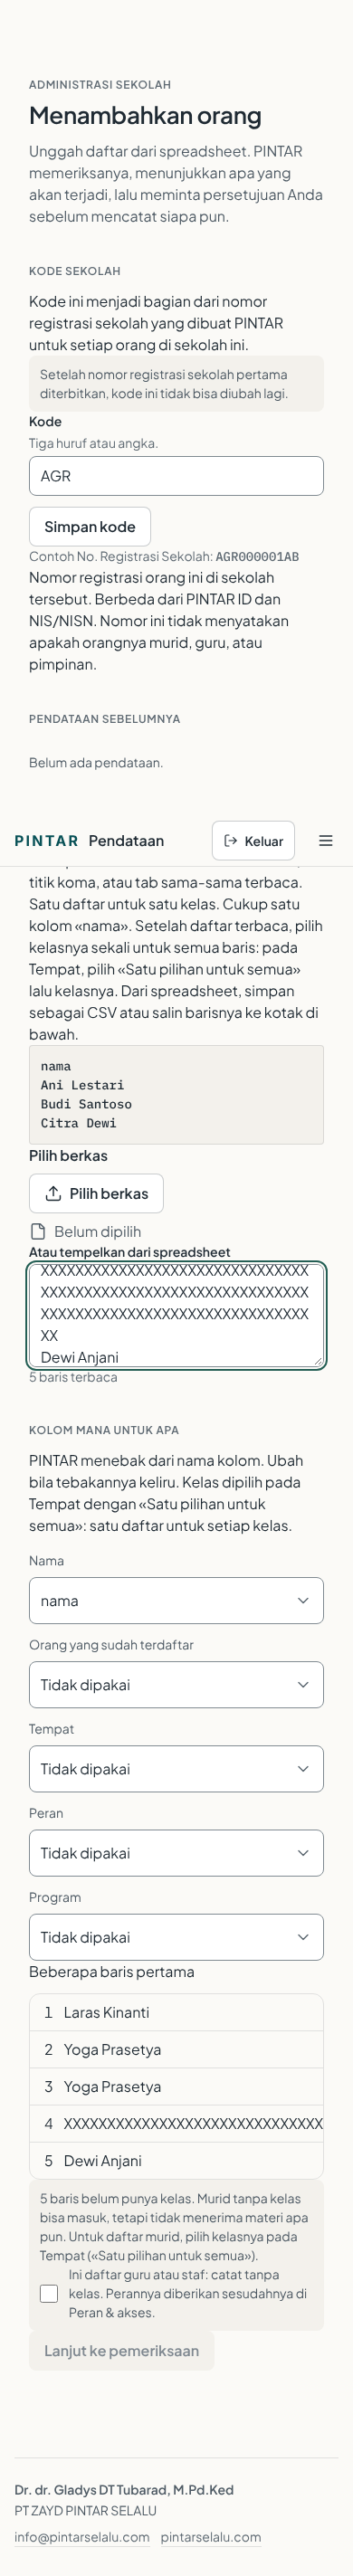 ADMINISTRASI SEKOLAH
Menambahkan orang
Unggah daftar dari spreadsheet. PINTAR
memeriksanya, menunjukkan apa yang
akan terjadi, lalu meminta persetujuan Anda
sebelum mencatat siapa pun.
KODE SEKOLAH
Kode ini menjadi bagian dari nomor
registrasi sekolah yang dibuat PINTAR
untuk setiap orang di sekolah ini.
Setelah nomor registrasi sekolah pertama
diterbitkan, kode ini tidak bisa diubah lagi.
Kode
Tiga huruf atau angka.
AGR
Simpan kode
Contoh No. Registrasi Sekolah: AGR000001AB
Nomor registrasi orang ini di sekolah
tersebut. Berbeda dari PINTAR ID dan
NIS/NISN. Nomor ini tidak menyatakan
apakah orangnya murid, guru, atau
pimpinan.
PENDATAAN SEBELUMNYA
Belum ada pendataan.
PINTAR Pendataan Keluar
titik koma, atau tab sama-sama terbaca.
Satu daftar untuk satu kelas. Cukup satu
kolom «nama». Setelah daftar terbaca, pilih
kelasnya sekali untuk semua baris: pada
Tempat, pilih «Satu pilihan untuk semua»
lalu kelasnya. Dari spreadsheet, simpan
sebagai CSV atau salin barisnya ke kotak di
bawah.
nama
Ani Lestari
Budi Santoso
Citra Dewi
Pilih berkas
Pilih berkas
Belum dipilih
Atau tempelkan dari spreadsheet
XXXXXXXXXXXXXXXXXXXXXXXXXXXXXXX
XXXXXXXXXXXXXXXXXXXXXXXXXXXXXXX
XXXXXXXXXXXXXXXXXXXXXXXXXXXXXXX
XX
Dewi Anjani
5 baris terbaca
KOLOM MANA UNTUK APA
PINTAR menebak dari nama kolom. Ubah
bila tebakannya keliru. Kelas dipilih pada
Tempat dengan «Satu pilihan untuk
semua»: satu daftar untuk setiap kelas.
Nama
nama
Orang yang sudah terdaftar
Tidak dipakai
Tempat
Tidak dipakai
Peran
Tidak dipakai
Program
Tidak dipakai
Beberapa baris pertama
1 Laras Kinanti
2 Yoga Prasetya
3 Yoga Prasetya
4 XXXXXXXXXXXXXXXXXXXXXXXXXXXXX
5 Dewi Anjani
5 baris belum punya kelas. Murid tanpa kelas
bisa masuk, tetapi tidak menerima materi apa
pun. Untuk daftar murid, pilih kelasnya pada
Tempat («Satu pilihan untuk semua»).
Ini daftar guru atau staf: catat tanpa
kelas. Perannya diberikan sesudahnya di
Peran & akses.
Lanjut ke pemeriksaan
Dr. dr. Gladys DT Tubarad, M.Pd.Ked
PT ZAYD PINTAR SELALU
info@pintarselalu.com pintarselalu.com